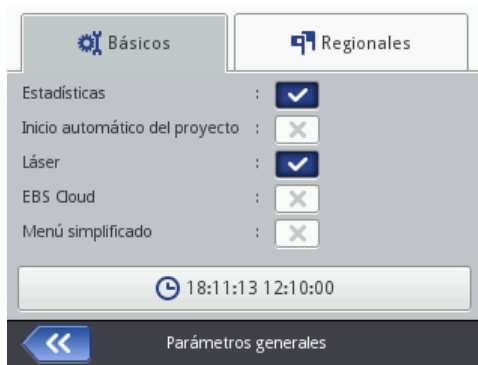 Básicos
Regionales
Estadísticas :
Inicio automático del proyecto :
Láser :
EBS Cloud :
Menú simplificado :
18:11:13 12:10:00
Parámetros generales